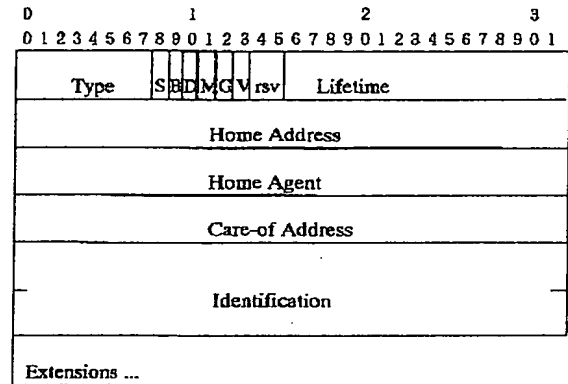 0 1 2 3
0 1 2 3 4 5 6 7 8 9 0 1 2 3 4 5 6 7 8 9 0 1 2 3 4 5 6 7 8 9 0 1
Type S B D M G V rsv Lifetime
Home Address
Home Agent
Care-of Address
Identification
Extensions ...